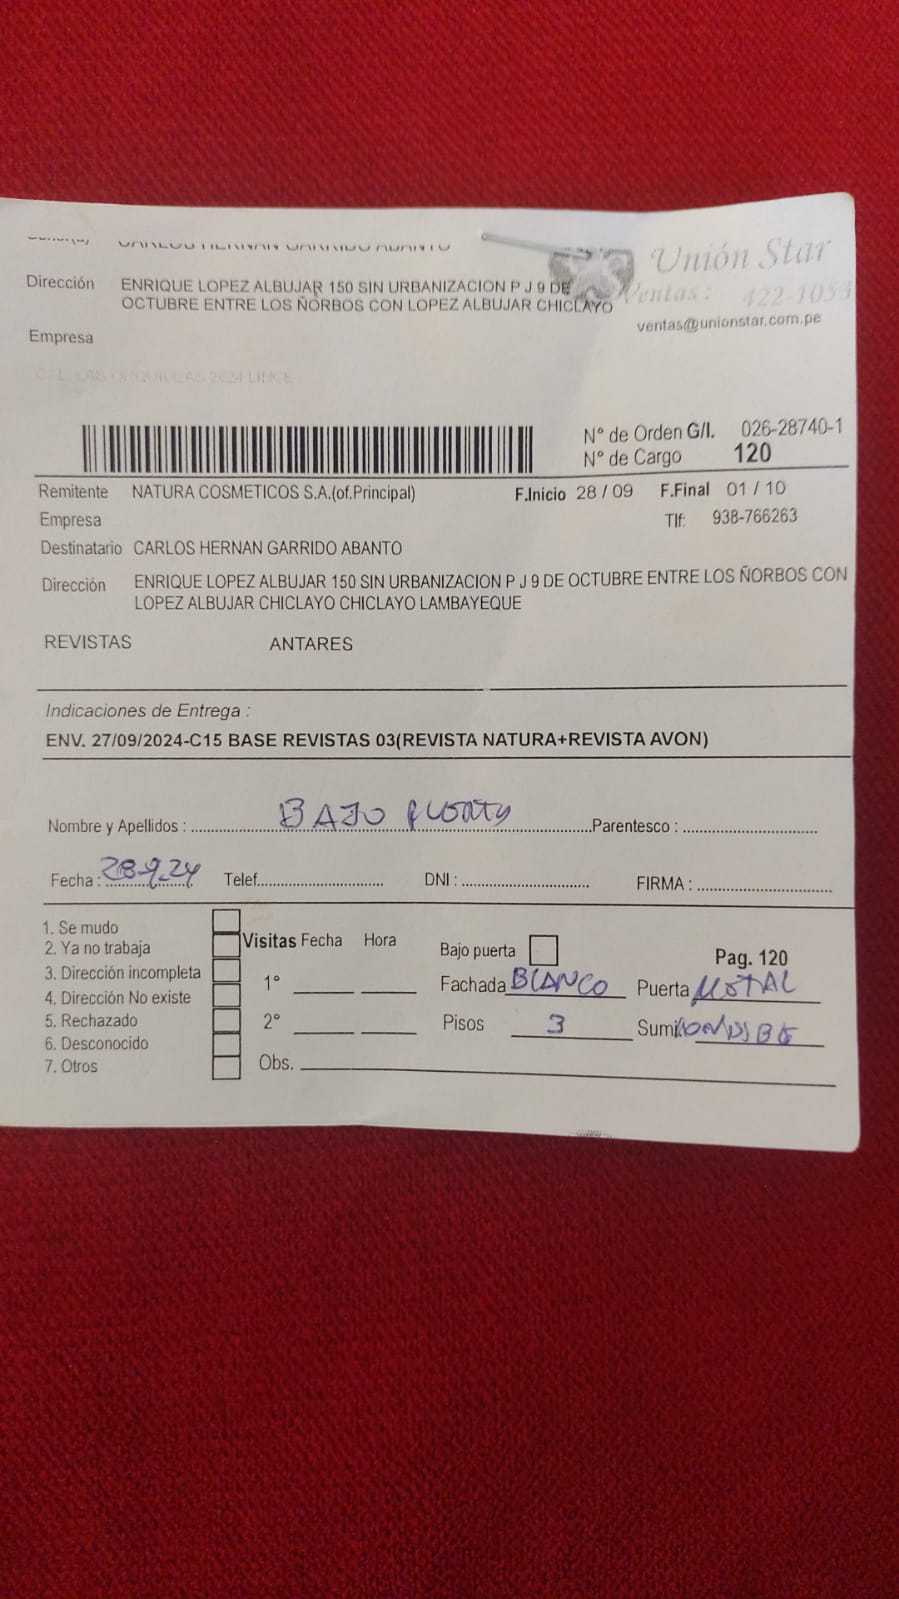 CARLOS HERNAN GARRIDO ABANTO
Unión Star
Dirección ENRIQUE LOPEZ ALBUJAR 150 SIN URBANIZACION P J 9 DE
OCTUBRE ENTRE LOS ÑORBOS CON LOPEZ ALBUJAR CHICLAYO
Ventas: 422-1053
ventas@unionstar.com.pe
Empresa
Nº de Orden G/I. 026-28740-1
Nº de Cargo 120
Remitente NATURA COSMETICOS S.A.(of.Principal) F.Inicio 28 / 09 F.Final 01 / 10
Empresa Tlf: 938-766263
Destinatario CARLOS HERNAN GARRIDO ABANTO
Dirección ENRIQUE LOPEZ ALBUJAR 150 SIN URBANIZACION P J 9 DE OCTUBRE ENTRE LOS ÑORBOS CON
LOPEZ ALBUJAR CHICLAYO CHICLAYO LAMBAYEQUE
REVISTAS ANTARES
Indicaciones de Entrega :
ENV. 27/09/2024-C15 BASE REVISTAS 03(REVISTA NATURA+REVISTA AVON)
Nombre y Apellidos : BAJO Parentesco :
Fecha : 28-9-24 Telef. DNI : FIRMA :
1. Se mudo
2. Ya no trabaja
3. Dirección incompleta
4. Dirección No existe
5. Rechazado
6. Desconocido
7. Otros
Visitas Fecha Hora
1°
2°
Obs.
Bajo puerta
Fachada BLANCO
Pisos 3
Pag. 120
Puerta METAL
Sumi